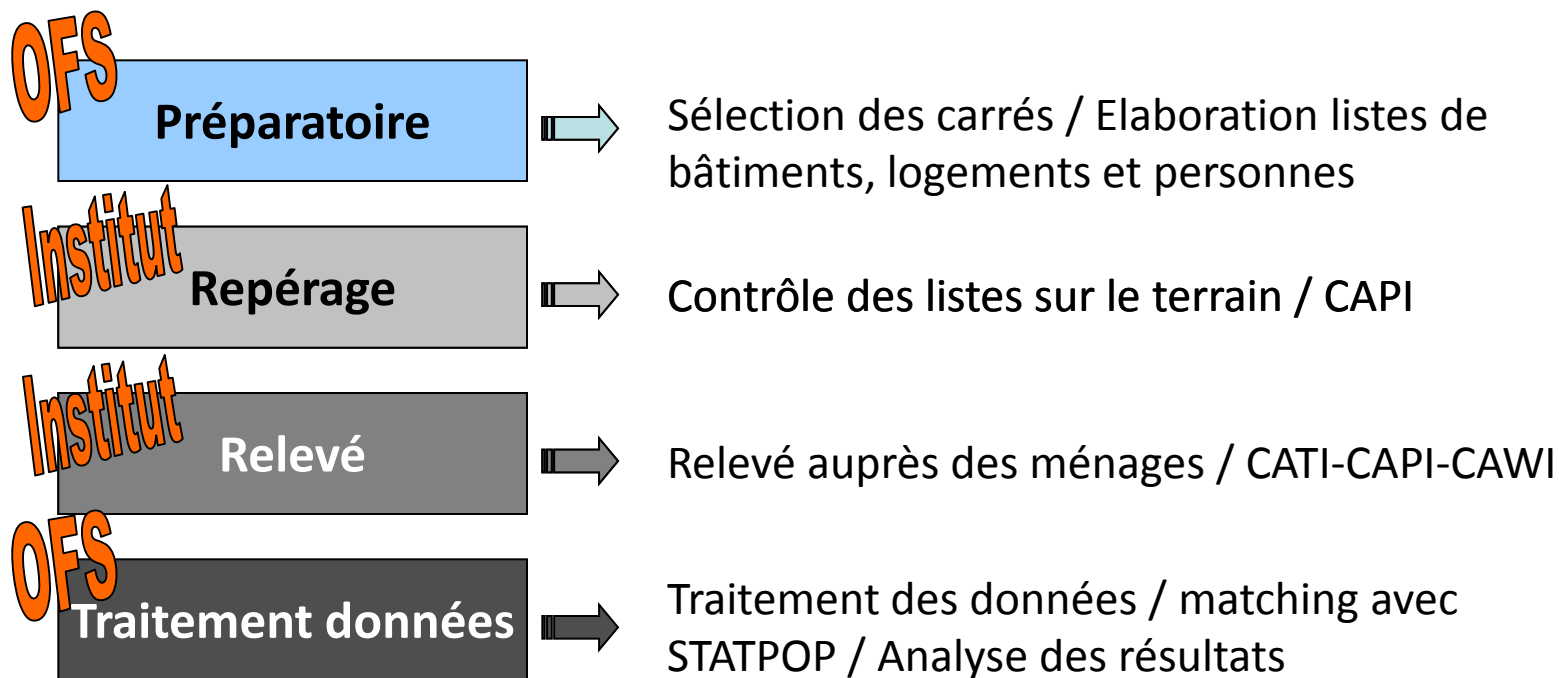 OFS
Préparatoire
Sélection des carrés / Elaboration listes de
bâtiments, logements et personnes
Institut
Repérage
Contrôle des listes sur le terrain / CAPI
Institut
Relevé
Relevé auprès des ménages / CATI-CAPI-CAWI
OFS
Traitement données
Traitement des données / matching avec
STATPOP / Analyse des résultats